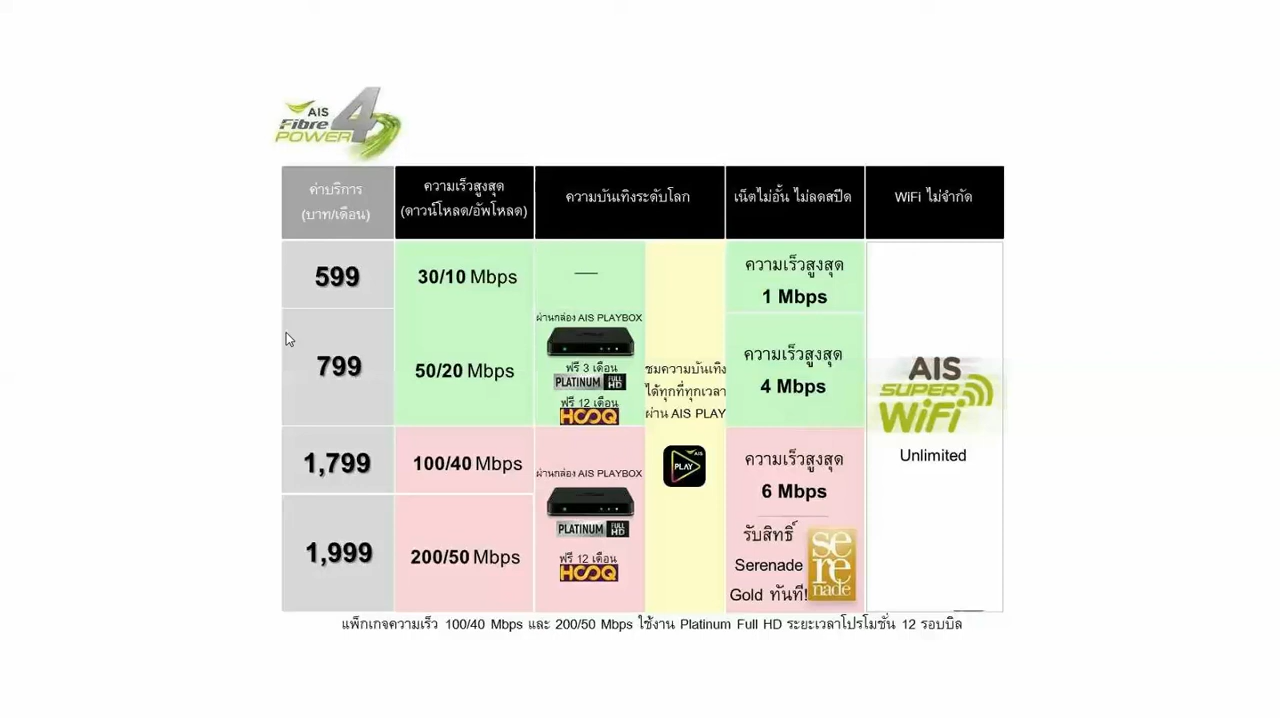 AIS
Fibre
POWER 4
ค่าบริการ
(บาท/เดือน)
ความเร็วสูงสุด
(ดาวน์โหลด/อัพโหลด)
ความบันเทิงระดับโลก
เน็ตไม่อั้น ไม่ลดสปีด
WiFi ไม่จำกัด
599
30/10 Mbps
ความเร็วสูงสุด
1 Mbps
799
50/20 Mbps
ผ่านกล่อง AIS PLAYBOX
ฟรี 3 เดือน
PLATINUM FULL HD
ฟรี 12 เดือน
HOOQ
ชมความบันเทิง
ได้ทุกที่ทุกเวลา
ผ่าน AIS PLAY
AIS
PLAY
ความเร็วสูงสุด
4 Mbps
AIS
SUPER
WiFi
Unlimited
1,799
100/40 Mbps
ผ่านกล่อง AIS PLAYBOX
PLATINUM FULL HD
ฟรี 12 เดือน
HOOQ
ความเร็วสูงสุด
6 Mbps
1,999
200/50 Mbps
รับสิทธิ์
Serenade
Gold ทันที!
se
re
nade
แพ็กเกจความเร็ว 100/40 Mbps และ 200/50 Mbps ใช้งาน Platinum Full HD ระยะเวลาโปรโมชั่น 12 รอบบิล